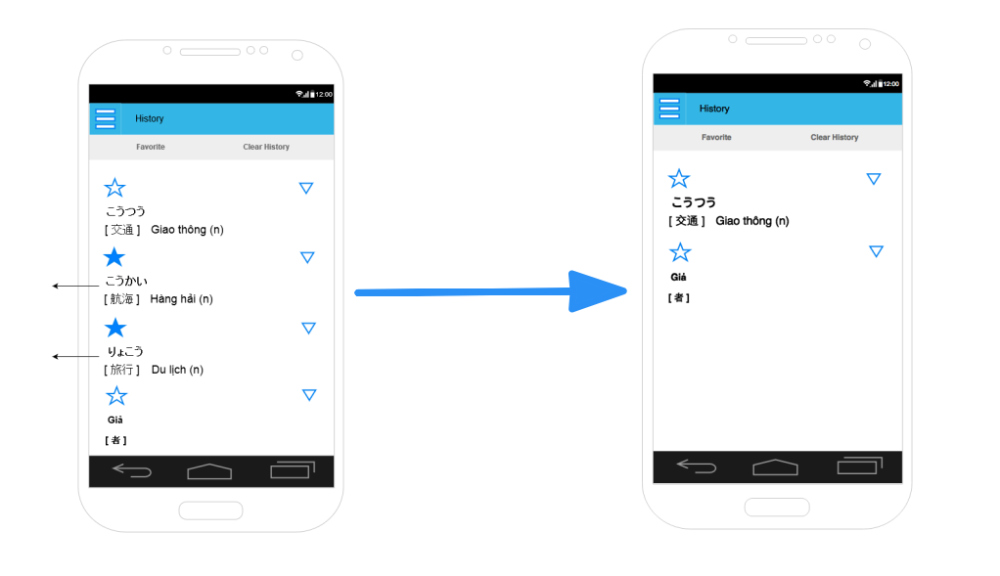 12:00
History
Favorite Clear History
こうつう
[ 交通 ] Giao thông (n)
こうかい
[ 航海 ] Hàng hải (n)
りょこう
[ 旅行 ] Du lịch (n)
Giả
[ 者 ]
12:00
History
Favorite Clear History
こうつう
[ 交通 ] Giao thông (n)
Giả
[ 者 ]